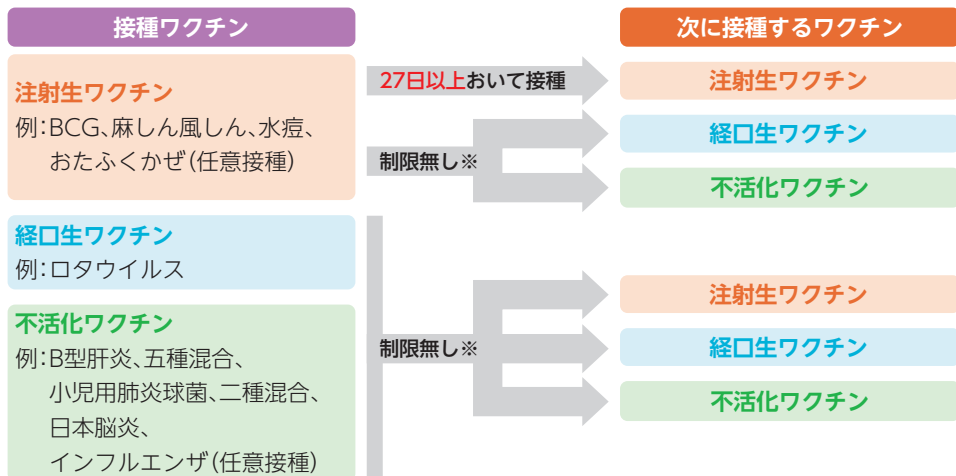 接種ワクチン
注射生ワクチン
例:BCG、麻しん風しん、水痘、
おたふくかぜ(任意接種)
経口生ワクチン
例:ロタウイルス
不活化ワクチン
例:B型肝炎、五種混合、
小児用肺炎球菌、二種混合、
日本脳炎、
インフルエンザ(任意接種)
27日以上おいて接種
制限無し※
制限無し※
次に接種するワクチン
注射生ワクチン
経口生ワクチン
不活化ワクチン
注射生ワクチン
経口生ワクチン
不活化ワクチン